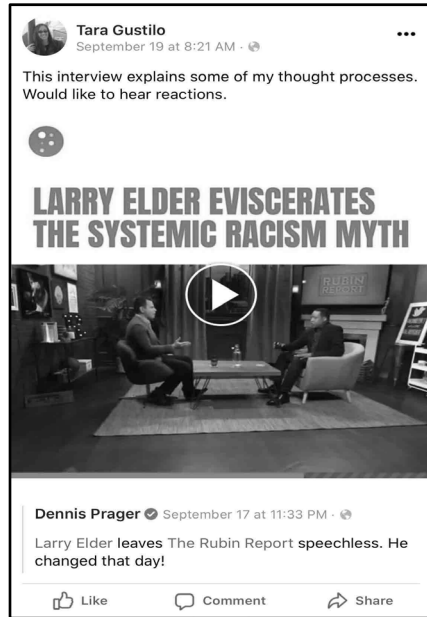 Tara Gustilo
September 19 at 8:21 AM ·
This interview explains some of my thought processes.
Would like to hear reactions.
LARRY ELDER EVISCERATES
THE SYSTEMIC RACISM MYTH
RUBIN
REPORT
Dennis Prager September 17 at 11:33 PM ·
Larry Elder leaves The Rubin Report speechless. He
changed that day!
Like Comment Share